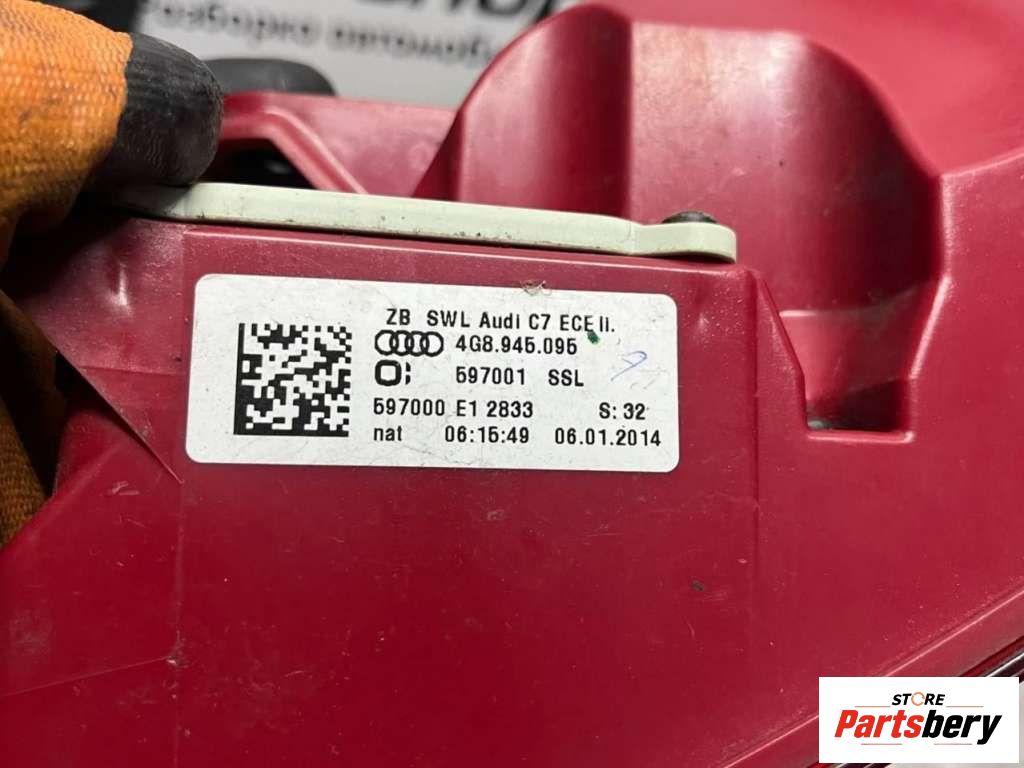 ZB SWL Audi C7 ECE II.
4G8.945.095
597001 SSL
597000 E1 2833 S: 32
nat 06:15:49 06.01.2014
STORE
Partsbery